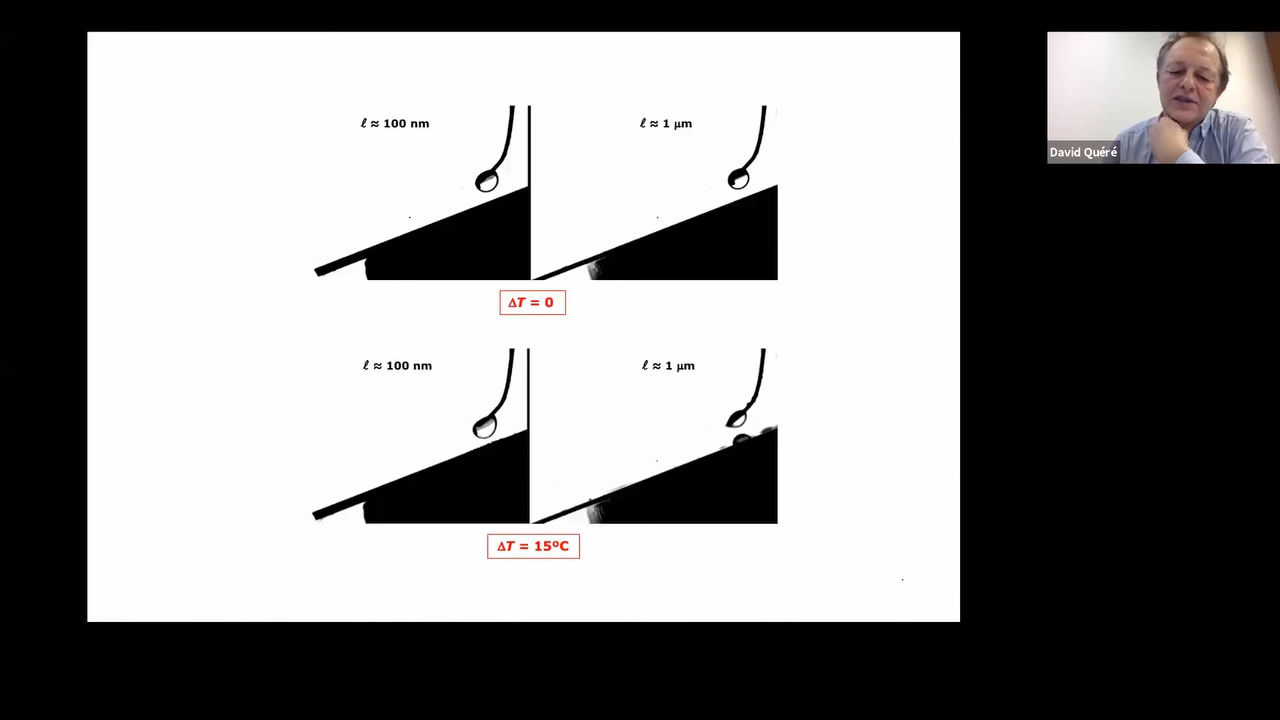 ℓ ≈ 100 nm
ℓ ≈ 1 μm
ΔT = 0
ℓ ≈ 100 nm
ℓ ≈ 1 μm
ΔT = 15ºC
David Quéré